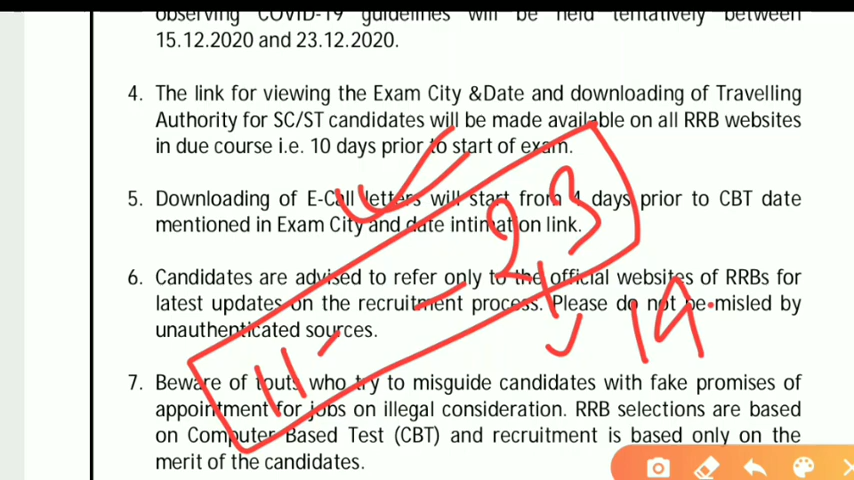 observing COVID-19 guidelines will be held tentatively between
15.12.2020 and 23.12.2020.
4. The link for viewing the Exam City &Date and downloading of Travelling
Authority for SC/ST candidates will be made available on all RRB websites
in due course i.e. 10 days prior to start of exam.
5. Downloading of E-Call letters will start from 4 days prior to CBT date
mentioned in Exam City and date intimation link.
6. Candidates are advised to refer only to the official websites of RRBs for
latest updates on the recruitment process. Please do not be misled by
unauthenticated sources.
7. Beware of touts who try to misguide candidates with fake promises of
appointment for jobs on illegal consideration. RRB selections are based
on Computer Based Test (CBT) and recruitment is based only on the
merit of the candidates.
11 - 23
19